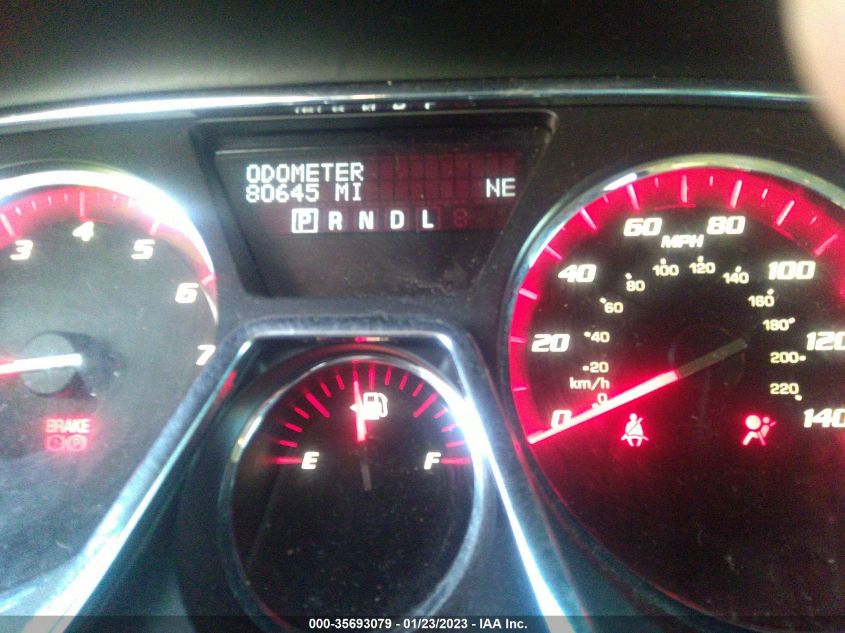 ODOMETER
80645 MI
NE
P R N D L
3 4 5 6 7
BRAKE
P
E F
0 20 40 60 80 100 120 140
MPH
km/h
0 20 40 60 80 100 120 140 160 180 200 220
000-35693079 - 01/23/2023 - IAA Inc.